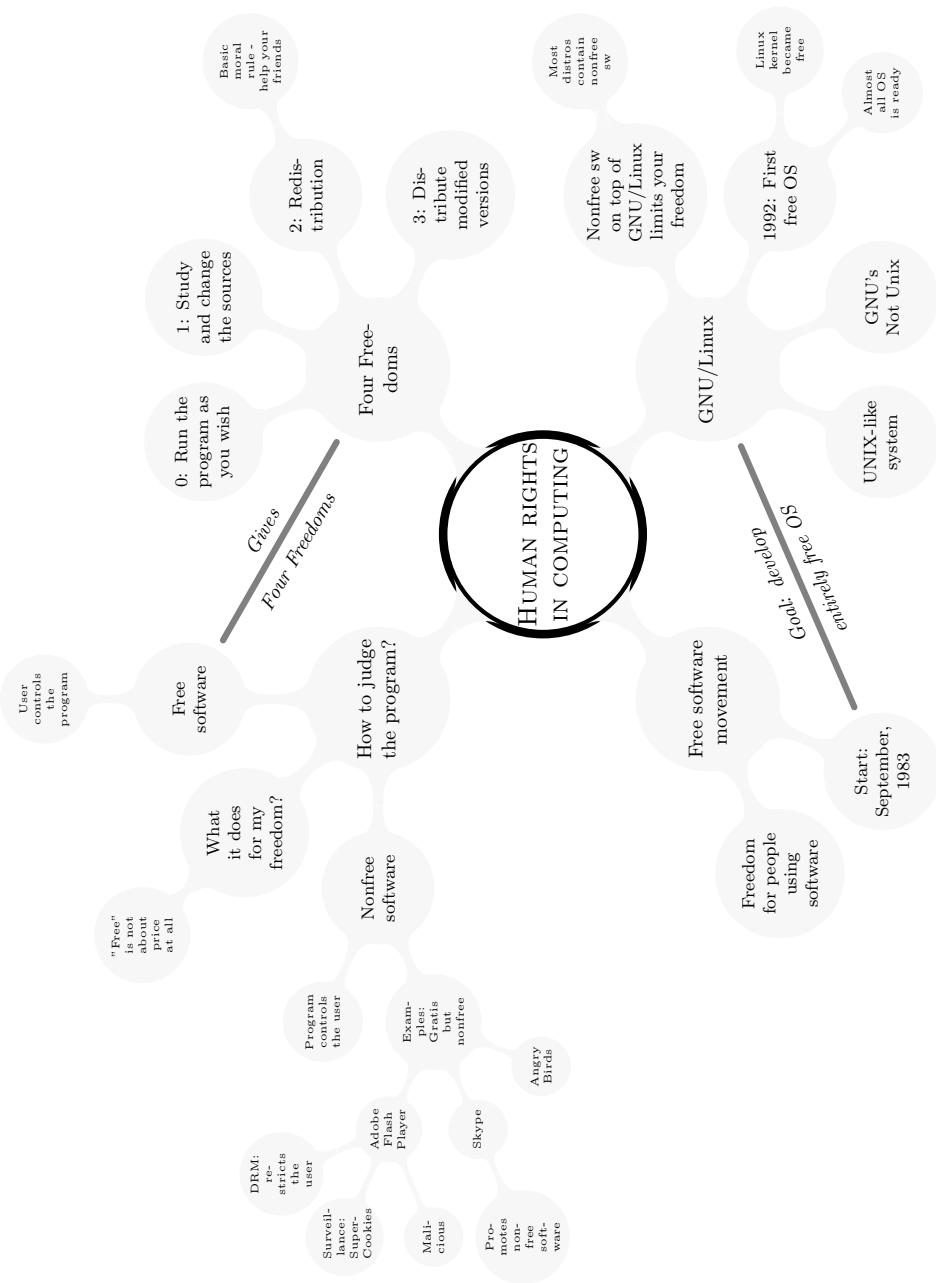 Human rights
in computing
How to judge
the program?
Free
software
User
controls
the
program
What
it does
for my
freedom?
"Free"
is not
about
price
at all
Nonfree
software
Program
controls
the user
Exam-
ples:
Gratis
but
nonfree
Adobe
Flash
Player
DRM:
re-
stricts
the
user
Surveil-
lance:
Super-
Cookies
Mali-
cious
Skype
Pro-
motes
non-
free
soft-
ware
Angry
Birds
Gives
Four Freedoms
Four Free-
doms
0: Run the
program as
you wish
1: Study
and change
the sources
2: Redis-
tribution
Basic
moral
rule -
help your
friends
3: Dis-
tribute
modified
versions
Free software
movement
Freedom
for people
using
software
Start:
September,
1983
Goal: develop
entirely free OS
GNU/Linux
UNIX-like
system
GNU's
Not Unix
1992: First
free OS
Linux
kernel
became
free
Almost
all OS
is ready
Nonfree sw
on top of
GNU/Linux
limits your
freedom
Most
distros
contain
nonfree
sw